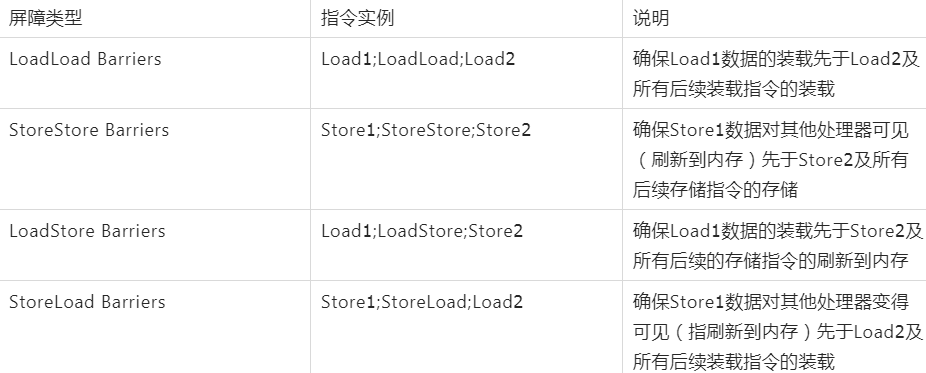 屏障类型 指令实例 说明
LoadLoad Barriers Load1;LoadLoad;Load2 确保Load1数据的装载先于Load2及
所有后续装载指令的装载
StoreStore Barriers Store1;StoreStore;Store2 确保Store1数据对其他处理器可见
（刷新到内存）先于Store2及所有
后续存储指令的存储
LoadStore Barriers Load1;LoadStore;Store2 确保Load1数据的装载先于Store2及
所有后续的存储指令的刷新到内存
StoreLoad Barriers Store1;StoreLoad;Load2 确保Store1数据对其他处理器变得
可见（指刷新到内存）先于Load2及
所有后续装载指令的装载